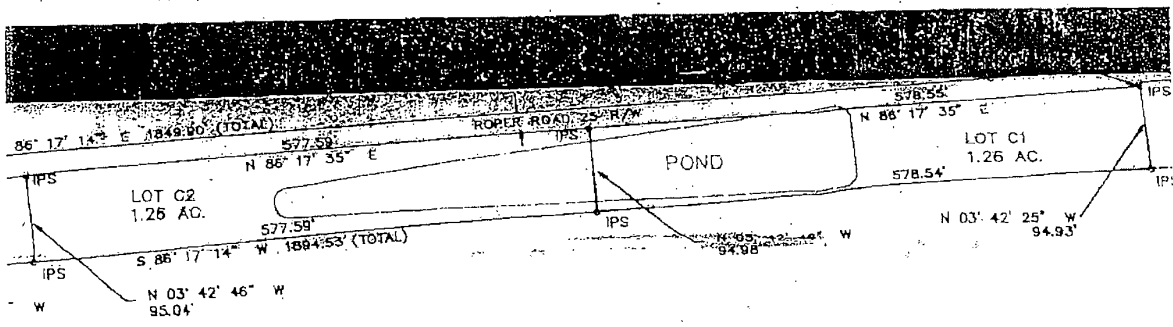 578.55'
IPS
86° 17' 14" E 1849.90' (TOTAL)
577.59'
ROPER ROAD 25' R/W
IPS
N 86° 17' 35" E
N 86° 17' 35" E
IPS
LOT C2
1.26 AC.
POND
LOT C1
1.26 AC.
578.54'
IPS
577.59'
IPS
N 03° 42' 25" W
94.93'
S 86° 17' 14" W 1894.53' (TOTAL)
W
94.98'
IPS
N 03° 42' 46" W
95.04'
W